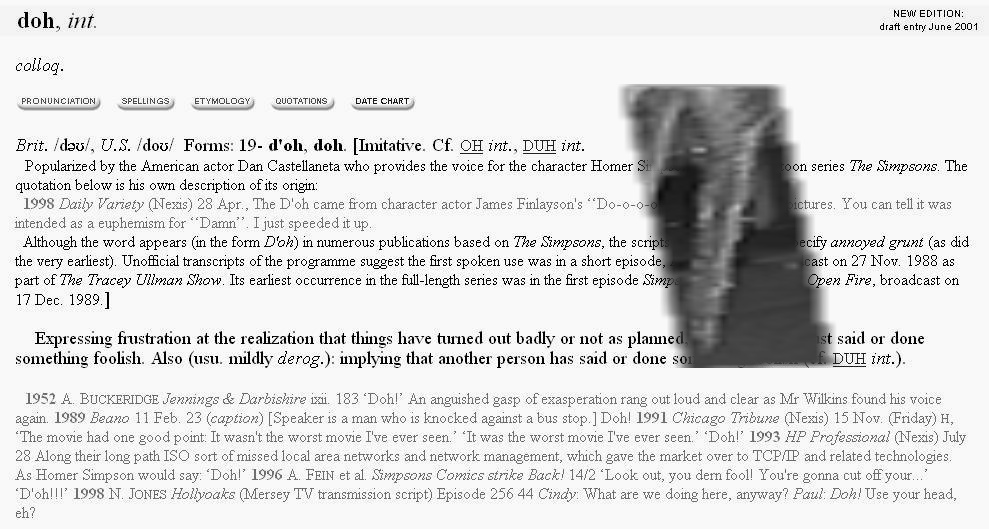 doh, int.
NEW EDITION:
draft entry June 2001
colloq.
PRONUNCIATION SPELLINGS ETYMOLOGY QUOTATIONS DATE CHART
Brit. /dəʊ/, U.S. /doʊ/ Forms: 19- d'oh, doh. [Imitative. Cf. OH int., DUH int.
Popularized by the American actor Dan Castellaneta who provides the voice for the character Homer series The Simpsons. The
quotation below is his own description of its origin:
1998 Daily Variety (Nexis) 28 Apr., The D'oh came from character actor James Finlayson's ‘‘Do-o-o-o You can tell it was
intended as a euphemism for ‘‘Damn’’. I just speeded it up.
Although the word appears (in the form D'oh) in numerous publications based on The Simpsons, the scripts annoyed grunt (as did
the very earliest). Unofficial transcripts of the programme suggest the first spoken use was in a short episode, on 27 Nov. 1988 as
part of The Tracey Ullman Show. Its earliest occurrence in the full-length series was in the first episode Open Fire, broadcast on
17 Dec. 1989.]
Expressing frustration at the realization that things have turned out badly or not as planned said or done
something foolish. Also (usu. mildly derog.): implying that another person has said or done DUH int.).
1952 A. BUCKERIDGE Jennings & Darbishire ixii. 183 ‘Doh!’ An anguished gasp of exasperation rang out loud and clear as Mr Wilkins found his voice
again. 1989 Beano 11 Feb. 23 (caption) [Speaker is a man who is knocked against a bus stop.] Doh! 1991 Chicago Tribune (Nexis) 15 Nov. (Friday) H,
‘The movie had one good point: It wasn't the worst movie I've ever seen.’ ‘It was the worst movie I've ever seen.’ ‘Doh!’ 1993 HP Professional (Nexis) July
28 Along their long path ISO sort of missed local area networks and network management, which gave the market over to TCP/IP and related technologies.
As Homer Simpson would say: ‘Doh!’ 1996 A. FEIN et al. Simpsons Comics strike Back! 14/2 ‘Look out, you dern fool! You're gonna cut off your...’
‘D'oh!!!’ 1998 N. JONES Hollyoaks (Mersey TV transmission script) Episode 256 44 Cindy: What are we doing here, anyway? Paul: Doh! Use your head,
eh?